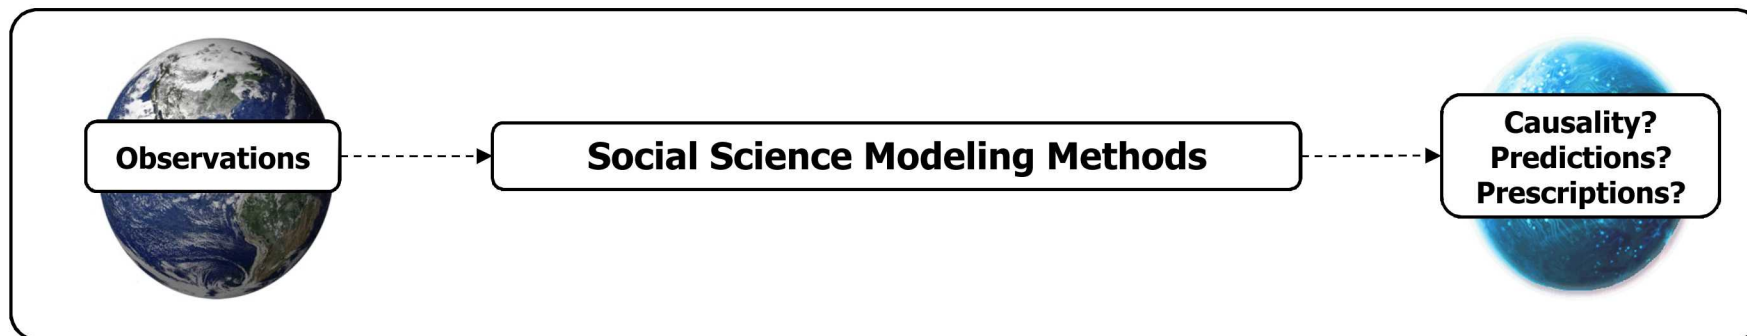 Observations
Social Science Modeling Methods
Causality?
Predictions?
Prescriptions?